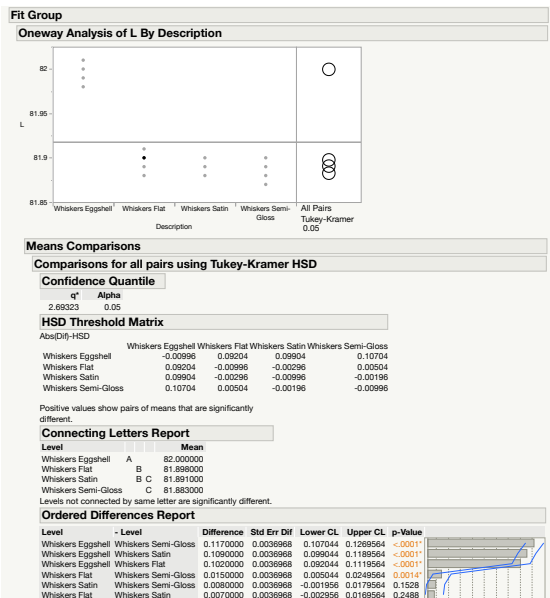 Fit Group
Oneway Analysis of L By Description
82
81.95
L
81.9
81.85
Whiskers Eggshell Whiskers Flat Whiskers Satin Whiskers Semi-Gloss All Pairs
Tukey-Kramer
0.05
Description
Means Comparisons
Comparisons for all pairs using Tukey-Kramer HSD
Confidence Quantile
q* Alpha
2.69323 0.05
HSD Threshold Matrix
Abs(Dif)-HSD
Whiskers Eggshell Whiskers Flat Whiskers Satin Whiskers Semi-Gloss
Whiskers Eggshell -0.00996 0.09204 0.09904 0.10704
Whiskers Flat 0.09204 -0.00996 -0.00296 0.00504
Whiskers Satin 0.09904 -0.00296 -0.00996 -0.00196
Whiskers Semi-Gloss 0.10704 0.00504 -0.00196 -0.00996
Positive values show pairs of means that are significantly
different.
Connecting Letters Report
Level Mean
Whiskers Eggshell A 82.000000
Whiskers Flat B 81.898000
Whiskers Satin B C 81.891000
Whiskers Semi-Gloss C 81.883000
Levels not connected by same letter are significantly different.
Ordered Differences Report
Level - Level Difference Std Err Dif Lower CL Upper CL p-Value
Whiskers Eggshell Whiskers Semi-Gloss 0.1170000 0.0036968 0.107044 0.1269564 <.0001*
Whiskers Eggshell Whiskers Satin 0.1090000 0.0036968 0.099044 0.1189564 <.0001*
Whiskers Eggshell Whiskers Flat 0.1020000 0.0036968 0.092044 0.1119564 <.0001*
Whiskers Flat Whiskers Semi-Gloss 0.0150000 0.0036968 0.005044 0.0249564 0.0014*
Whiskers Satin Whiskers Semi-Gloss 0.0080000 0.0036968 -0.001956 0.0179564 0.1528
Whiskers Flat Whiskers Satin 0.0070000 0.0036968 -0.002956 0.0169564 0.2488